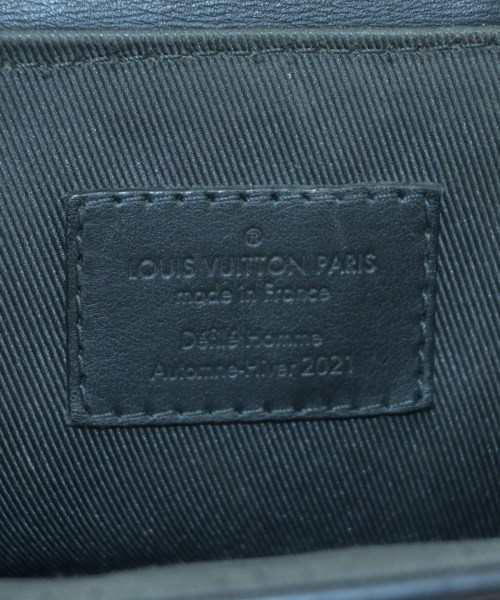 ®
LOUIS VUITTON PARIS
made in France
Défilé Homme
Automne-Hiver 2021